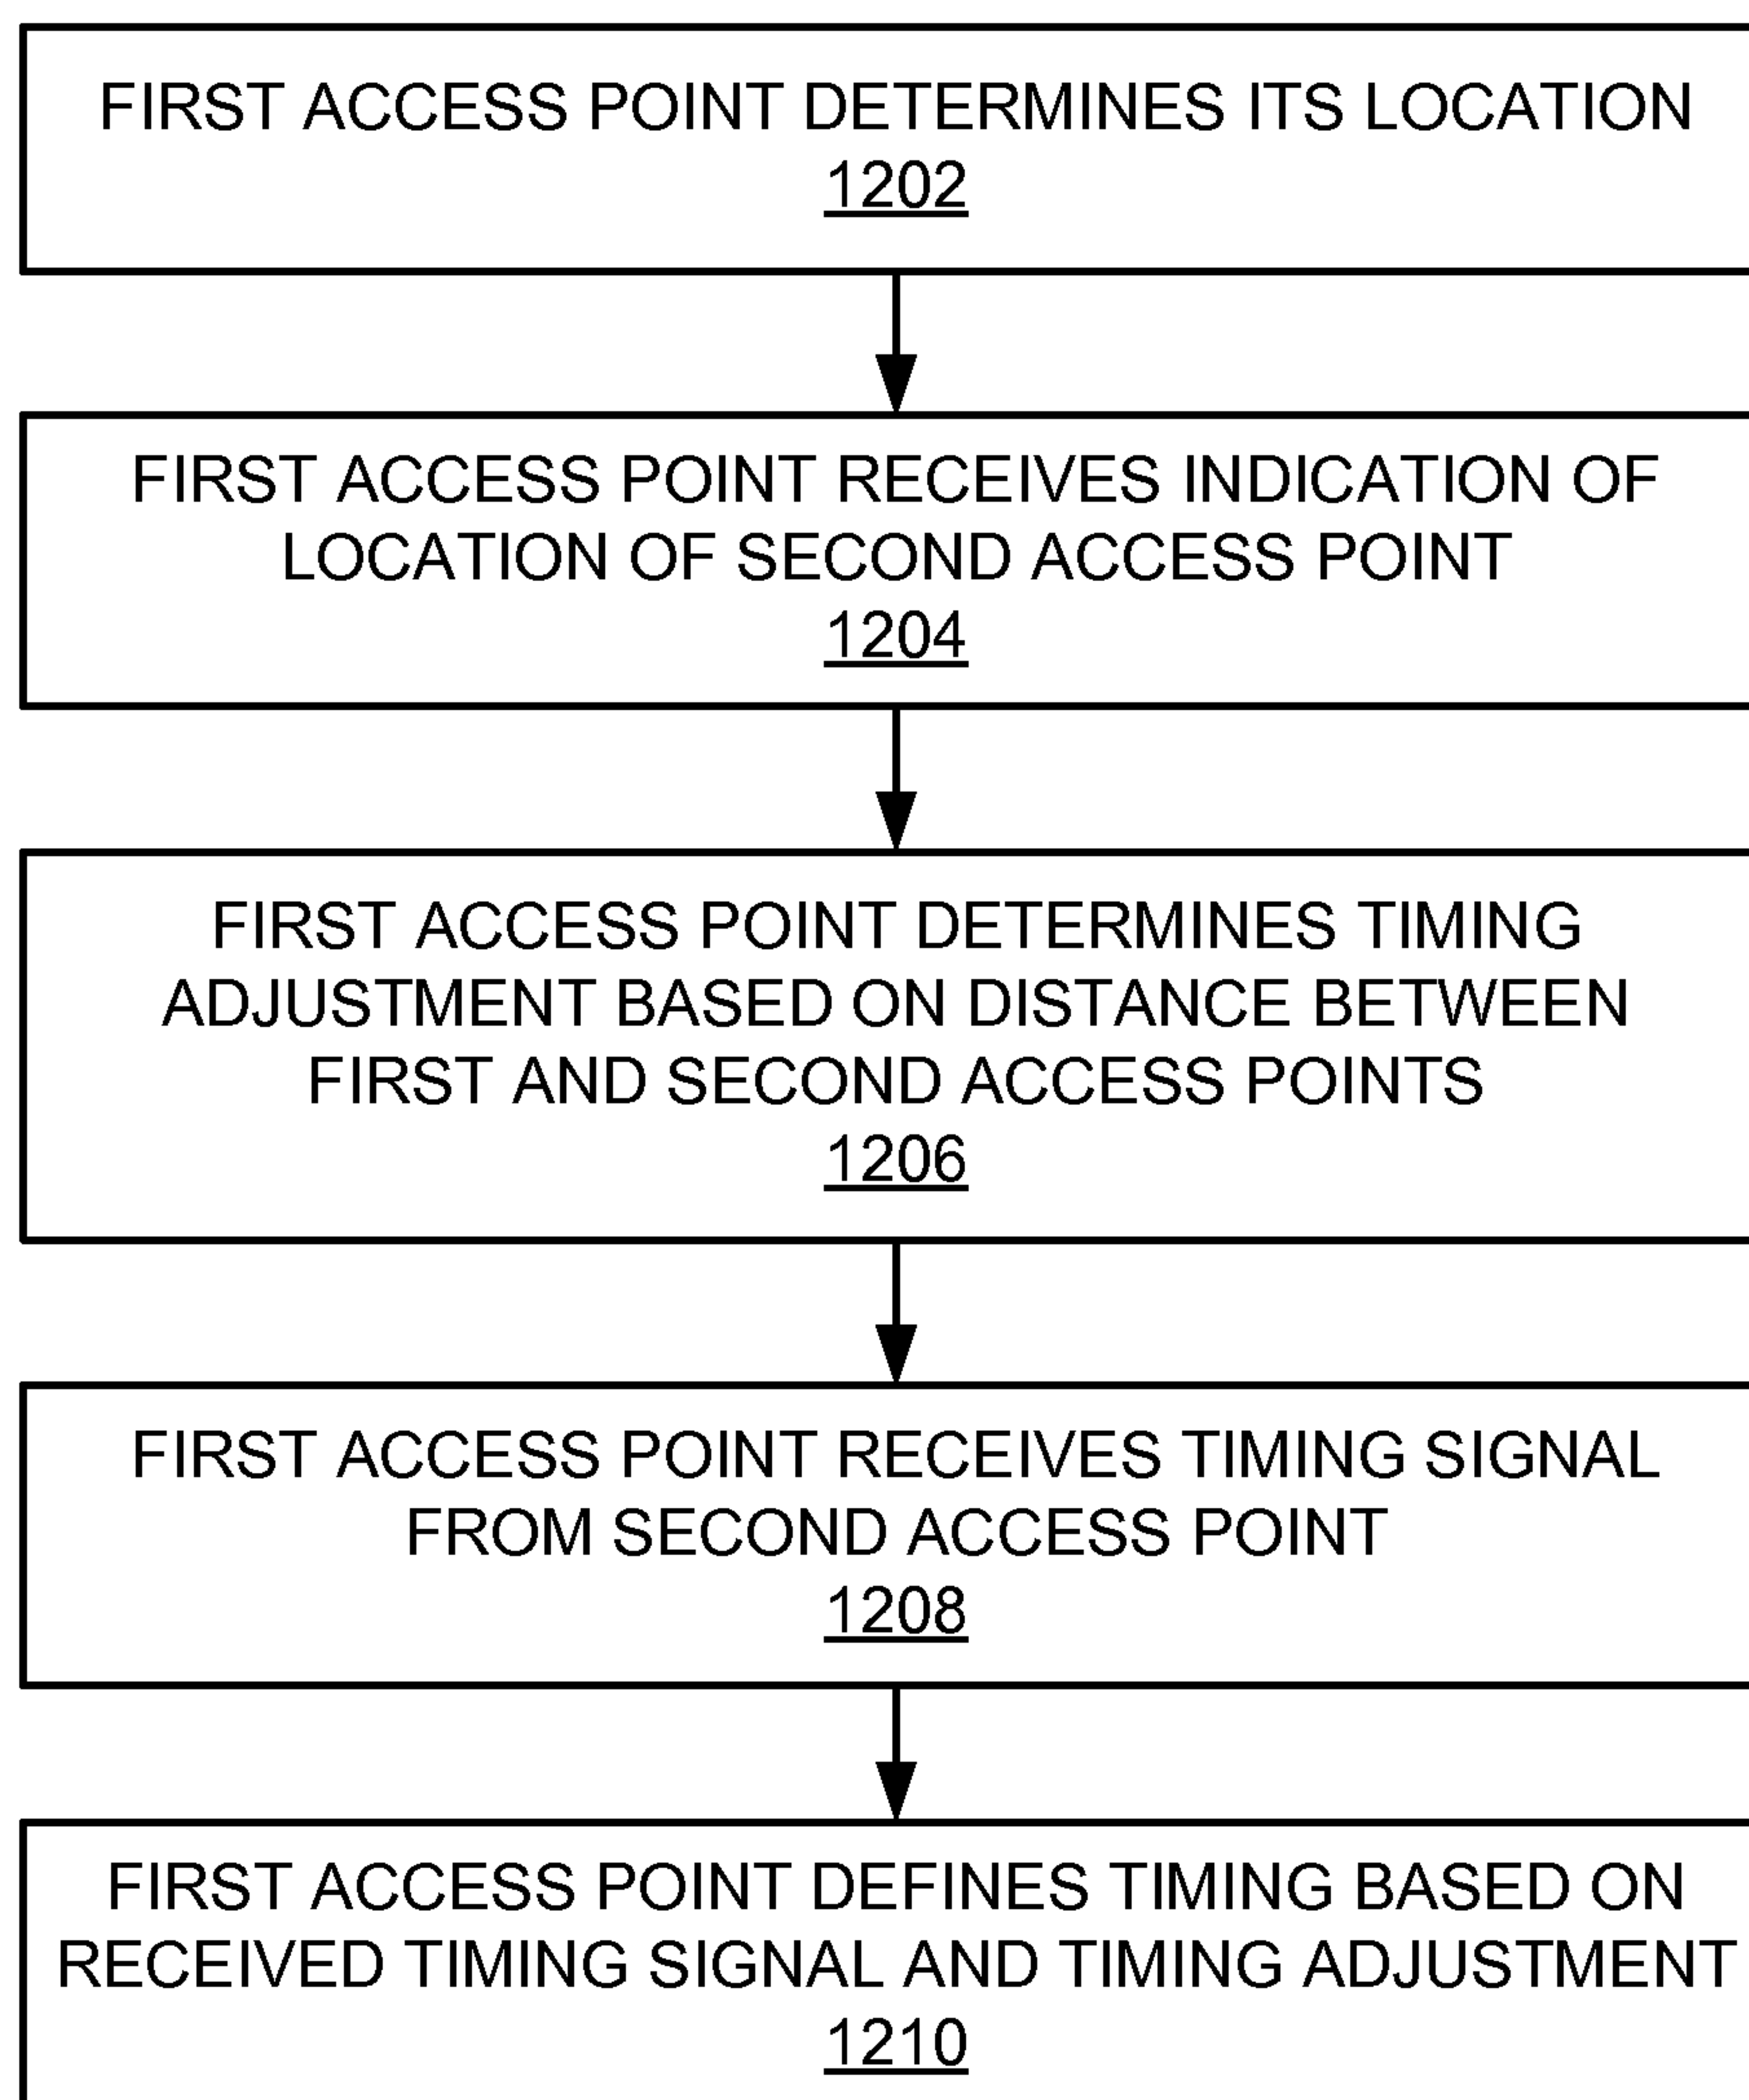 FIRST ACCESS POINT DETERMINES ITS LOCATION
1202
FIRST ACCESS POINT RECEIVES INDICATION OF
LOCATION OF SECOND ACCESS POINT
1204
FIRST ACCESS POINT DETERMINES TIMING
ADJUSTMENT BASED ON DISTANCE BETWEEN
FIRST AND SECOND ACCESS POINTS
1206
FIRST ACCESS POINT RECEIVES TIMING SIGNAL
FROM SECOND ACCESS POINT
1208
FIRST ACCESS POINT DEFINES TIMING BASED ON
RECEIVED TIMING SIGNAL AND TIMING ADJUSTMENT
1210